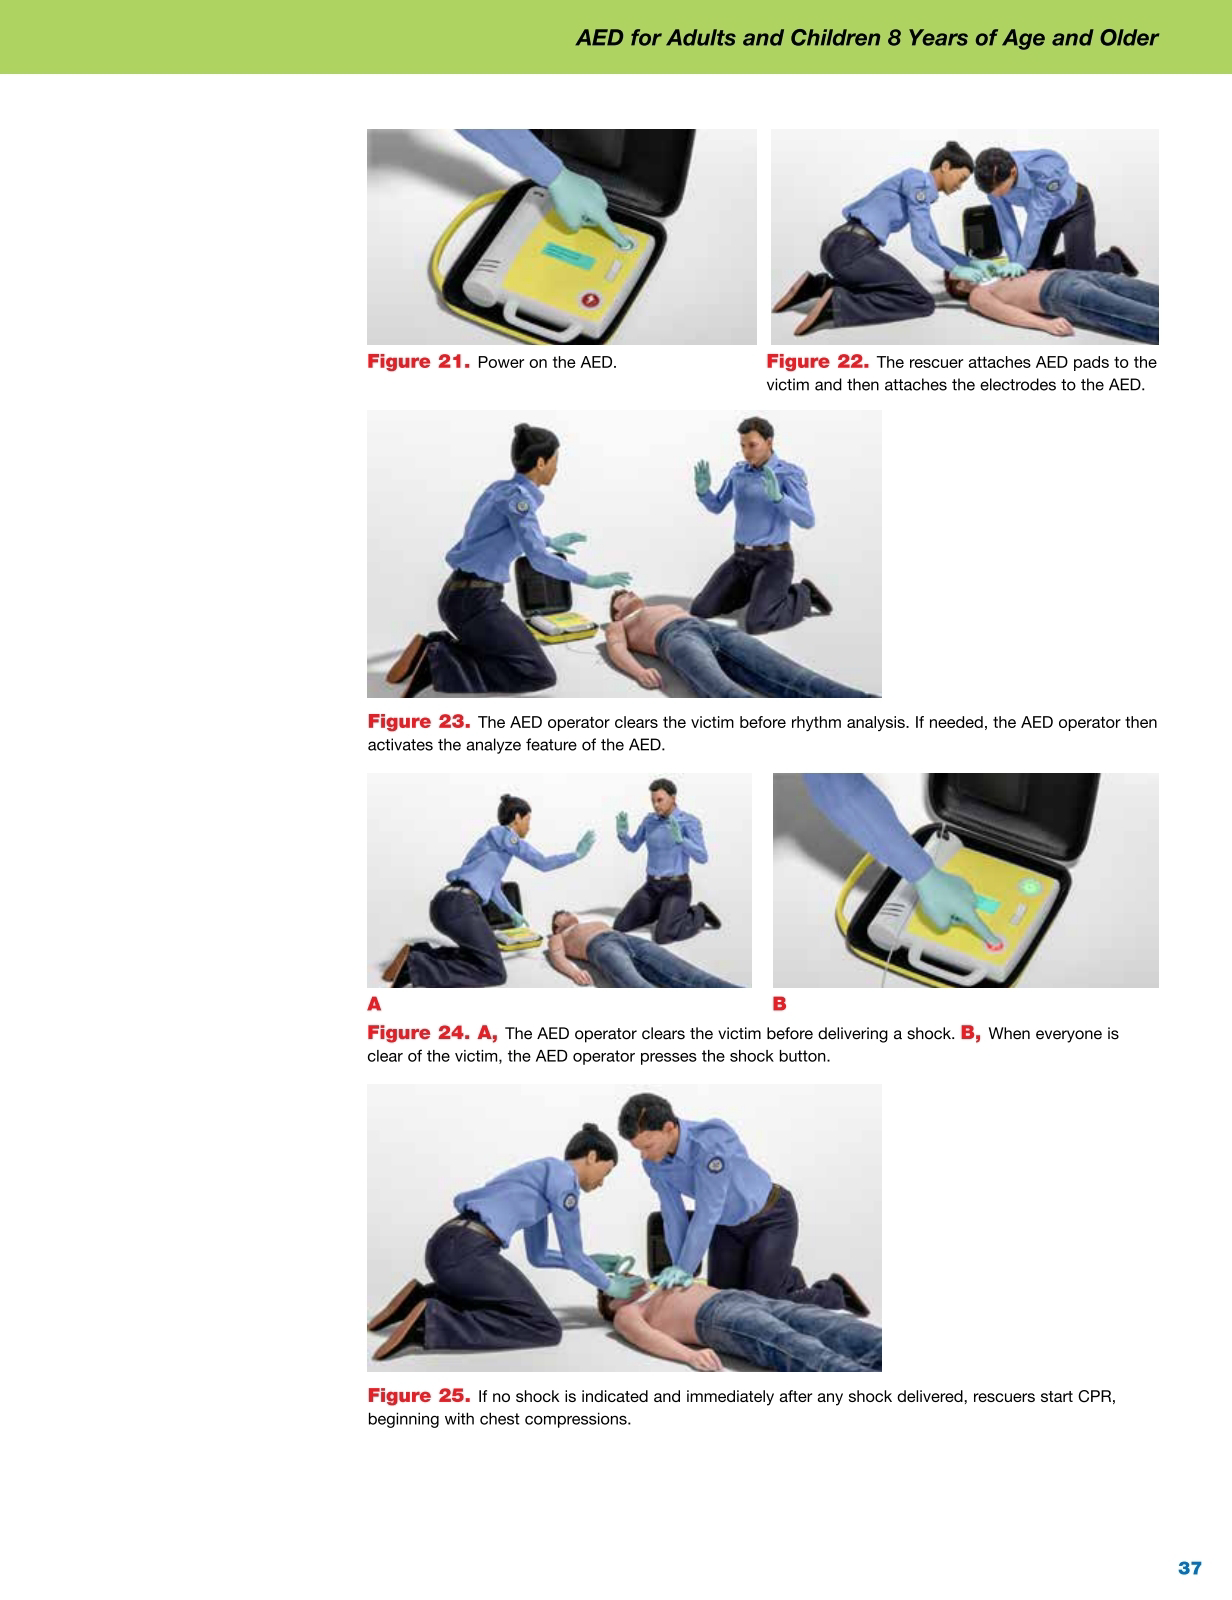 AED for Adults and Children 8 Years of Age and Older
Figure 21. Power on the AED.
Figure 22. The rescuer attaches AED pads to the
victim and then attaches the electrodes to the AED.
Figure 23. The AED operator clears the victim before rhythm analysis. If needed, the AED operator then
activates the analyze feature of the AED.
A
B
Figure 24. A, The AED operator clears the victim before delivering a shock. B, When everyone is
clear of the victim, the AED operator presses the shock button.
Figure 25. If no shock is indicated and immediately after any shock delivered, rescuers start CPR,
beginning with chest compressions.
37